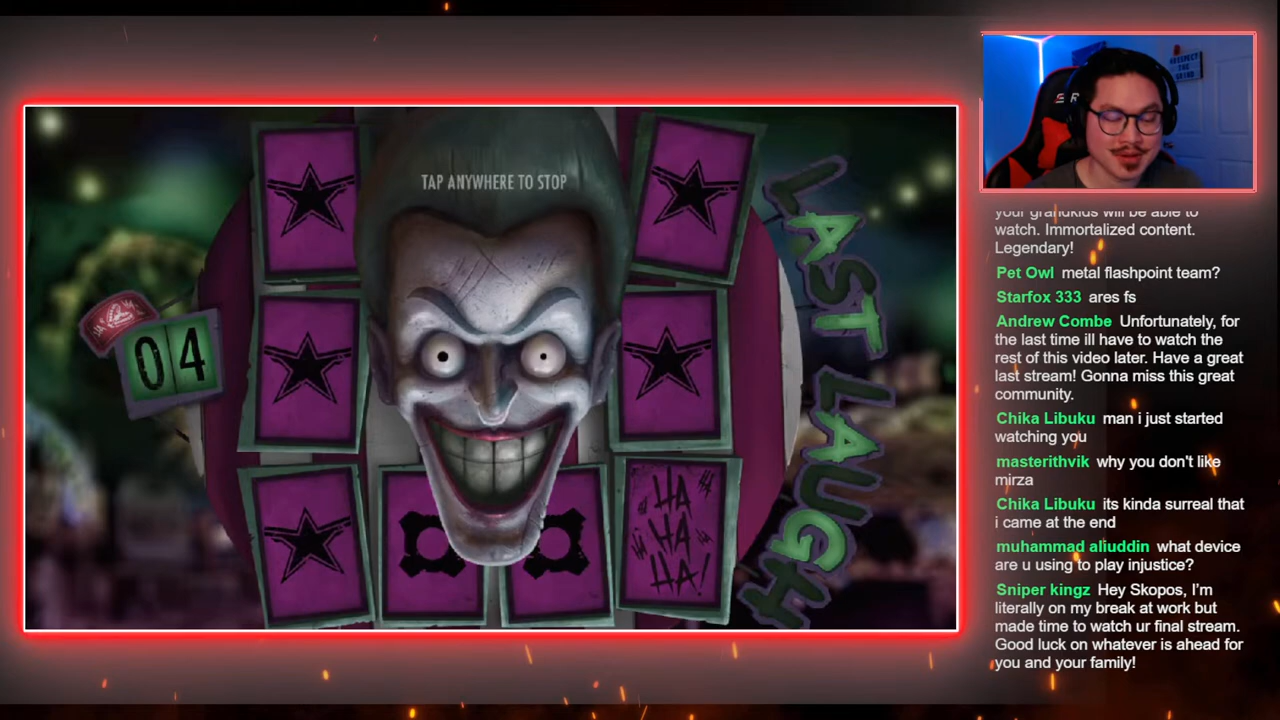 TAP ANYWHERE TO STOP
04
LAST LAUGH
HA
HA
HA!
RESPECT
THE
GRIND
your grandkids will be able to
watch. Immortalized content.
Legendary!
Pet Owl metal flashpoint team?
Starfox 333 ares fs
Andrew Combe Unfortunately, for
the last time ill have to watch the
rest of this video later. Have a great
last stream! Gonna miss this great
community.
Chika Libuku man i just started
watching you
masterithvik why you don't like
mirza
Chika Libuku its kinda surreal that
i came at the end
muhammad aliuddin what device
are u using to play injustice?
Sniper kingz Hey Skopos, I'm
literally on my break at work but
made time to watch ur final stream.
Good luck on whatever is ahead for
you and your family!